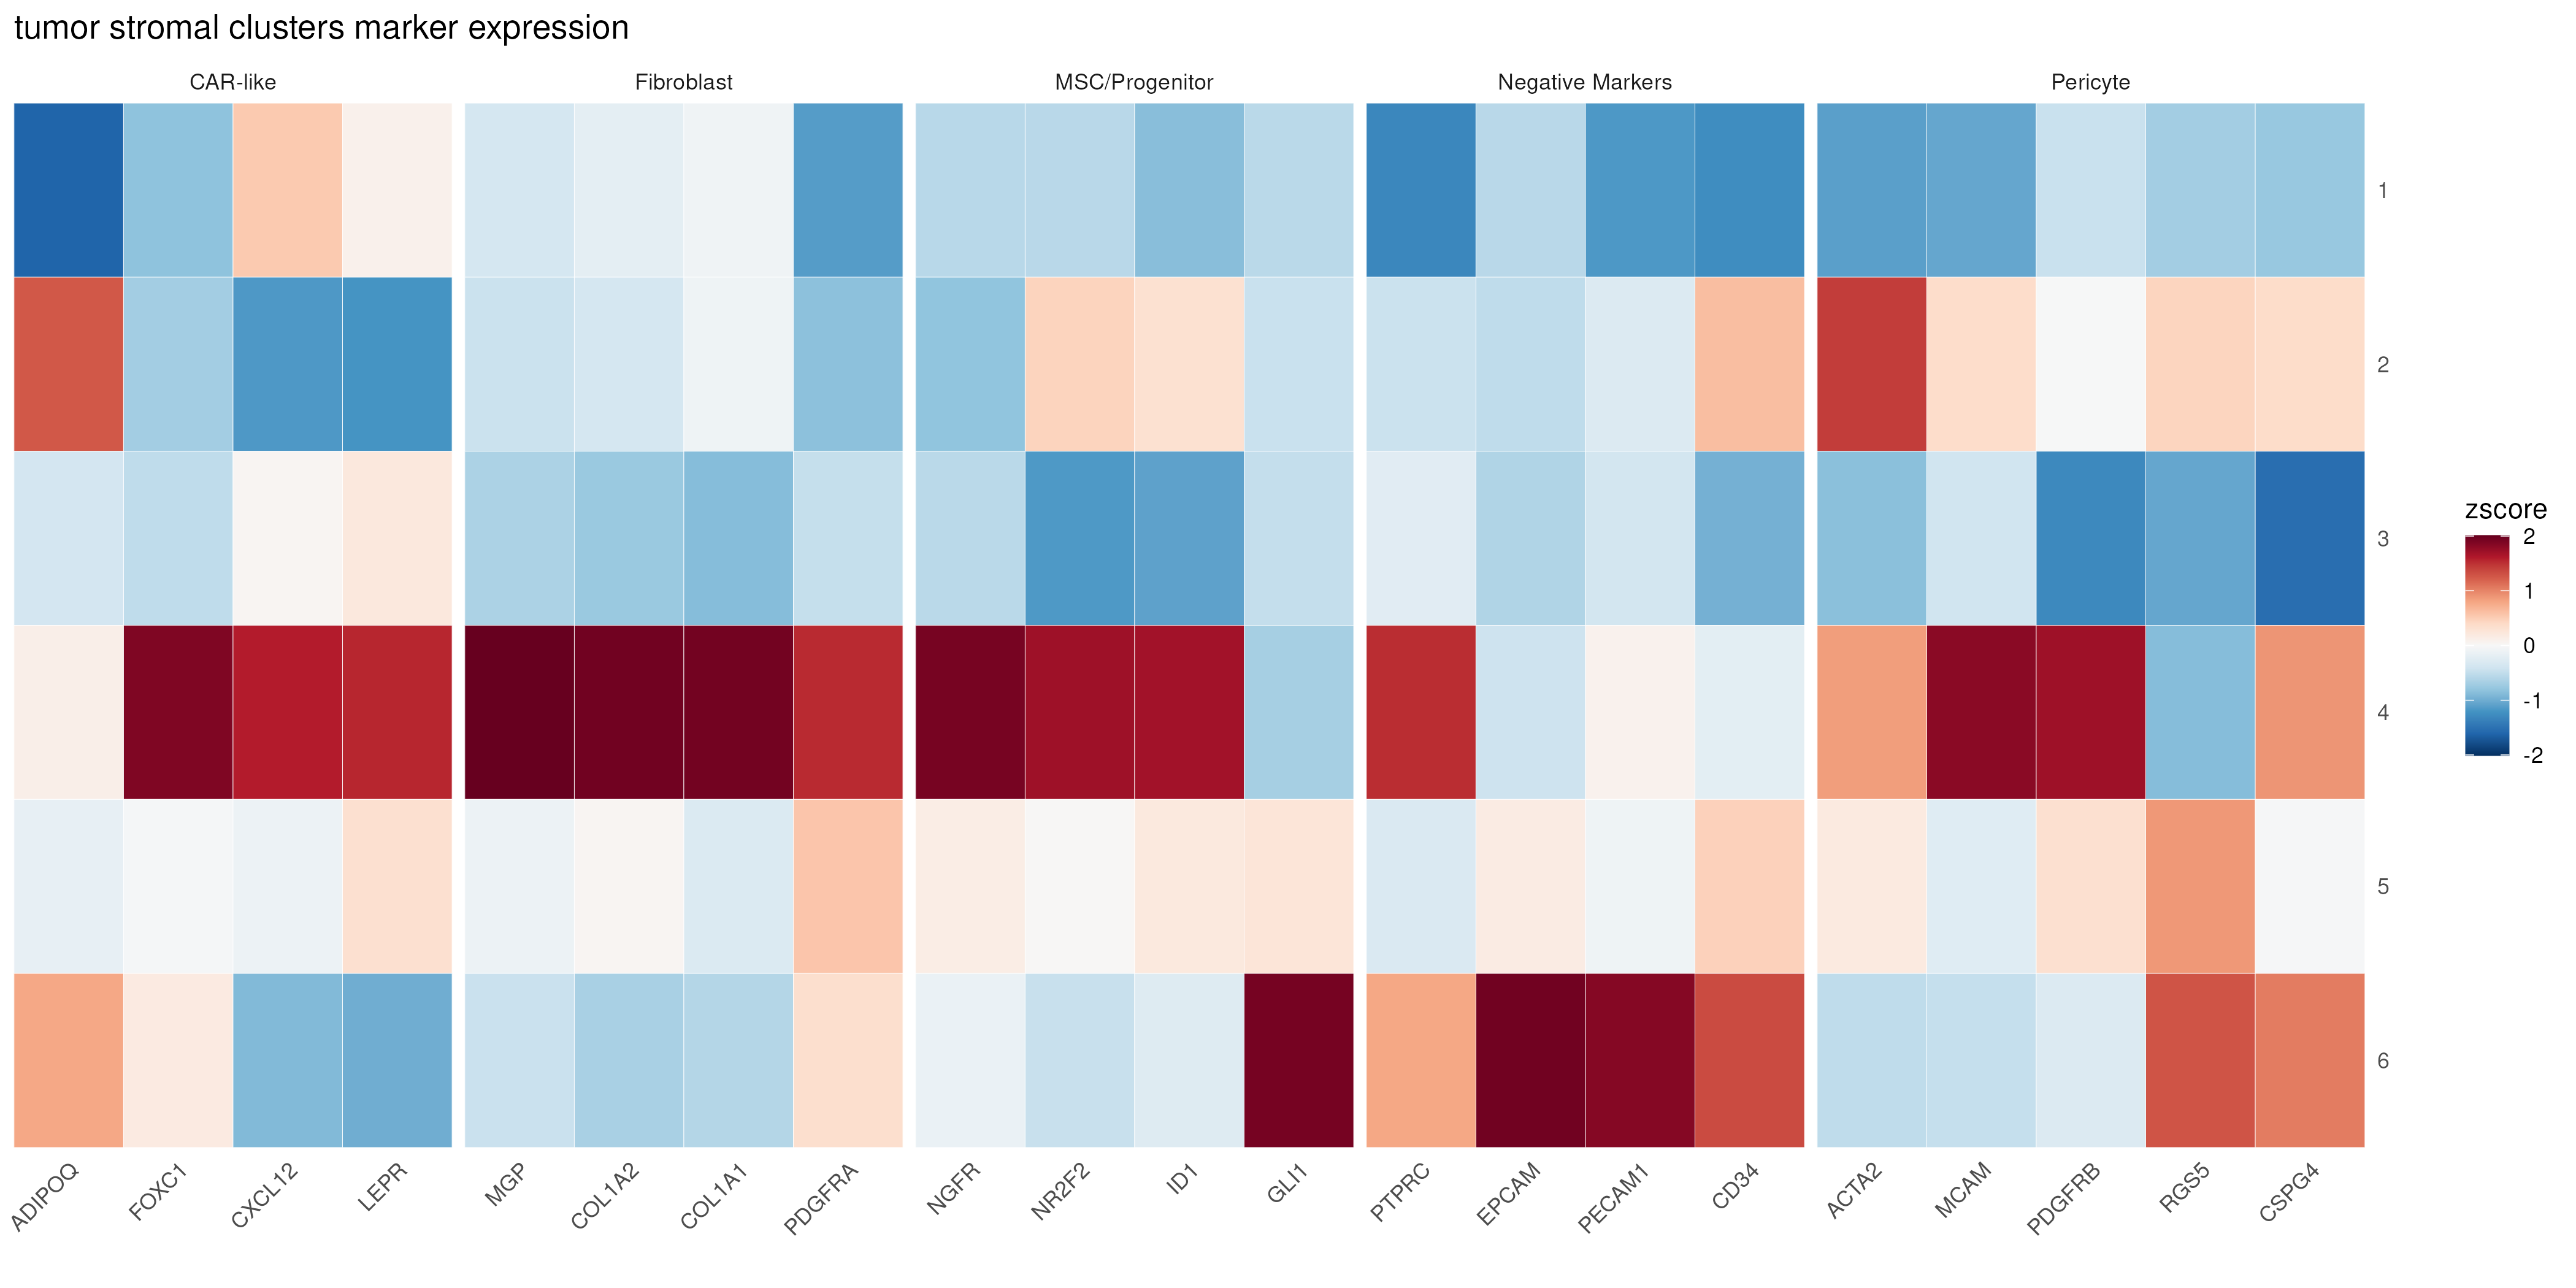 tumor stromal clusters marker expression
CAR-like Fibroblast MSC/Progenitor Negative Markers Pericyte
1
2
3
4
5
6
zscore
2
1
0
-1
-2
ADIPOQ FOXC1 CXCL12 LEPR MGP COL1A2 COL1A1 PDGFRA NGFR NR2F2 ID1 GLI1 PTPRC EPCAM PECAM1 CD34 ACTA2 MCAM PDGFRB RGS5 CSPG4